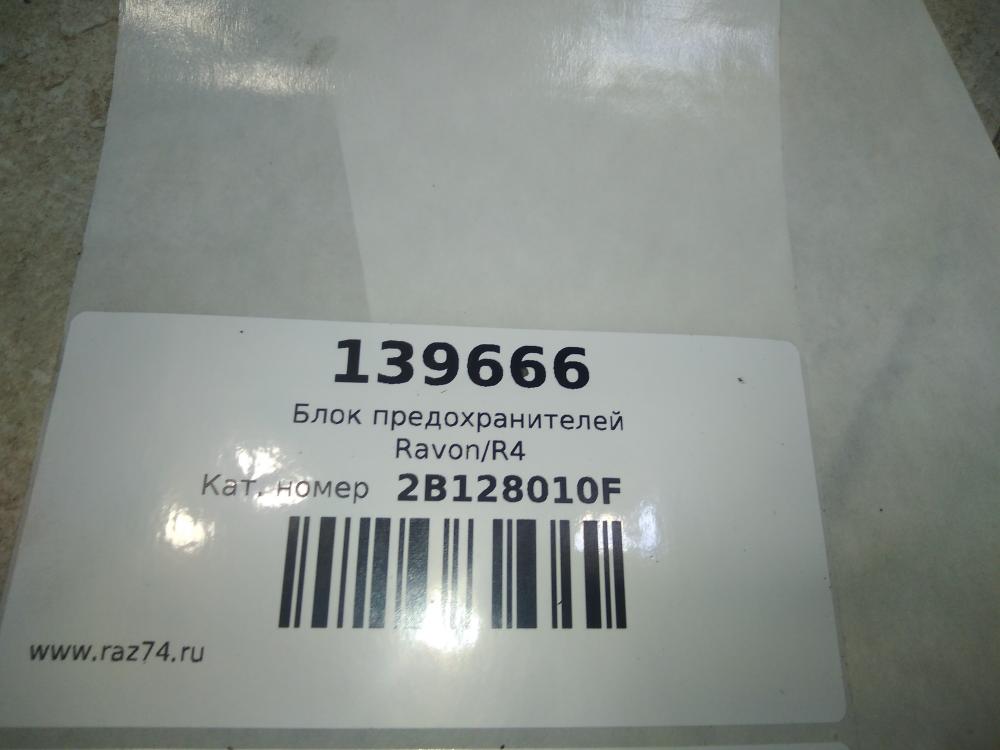 139666
Блок предохранителей
Ravon/R4
Кат. номер 2B128010F
www.raz74.ru